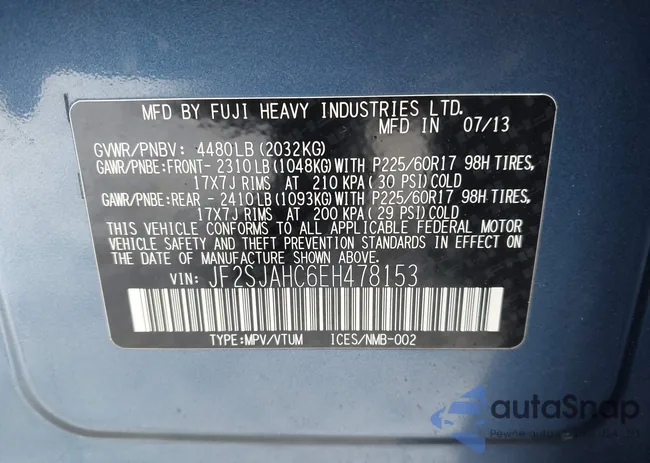 MFD BY FUJI HEAVY INDUSTRIES LTD.
MFD IN 07/13
GVWR/PNBV: 4480LB (2032KG)
GAWR/PNBE:FRONT- 2310LB (1048KG)WITH P225/60R17 98H TIRES,
17X7J RIMS AT 210 KPA ( 30 PSI) COLD
GAWR/PNBE:REAR - 2410LB (1093KG)WITH P225/60R17 98H TIRES,
17X7J RIMS AT 200 KPA ( 29 PSI) COLD
THIS VEHICLE CONFORMS TO ALL APPLICABLE FEDERAL MOTOR
VEHICLE SAFETY AND THEFT PREVENTION STANDARDS IN EFFECT
ON THE DATE OF MANUFACTURE SHOWN ABOVE.
VIN: JF2SJAHC6EH478153
TYPE:MPV/VTUM ICES/NMB-002
autaSnap
Pewne auto